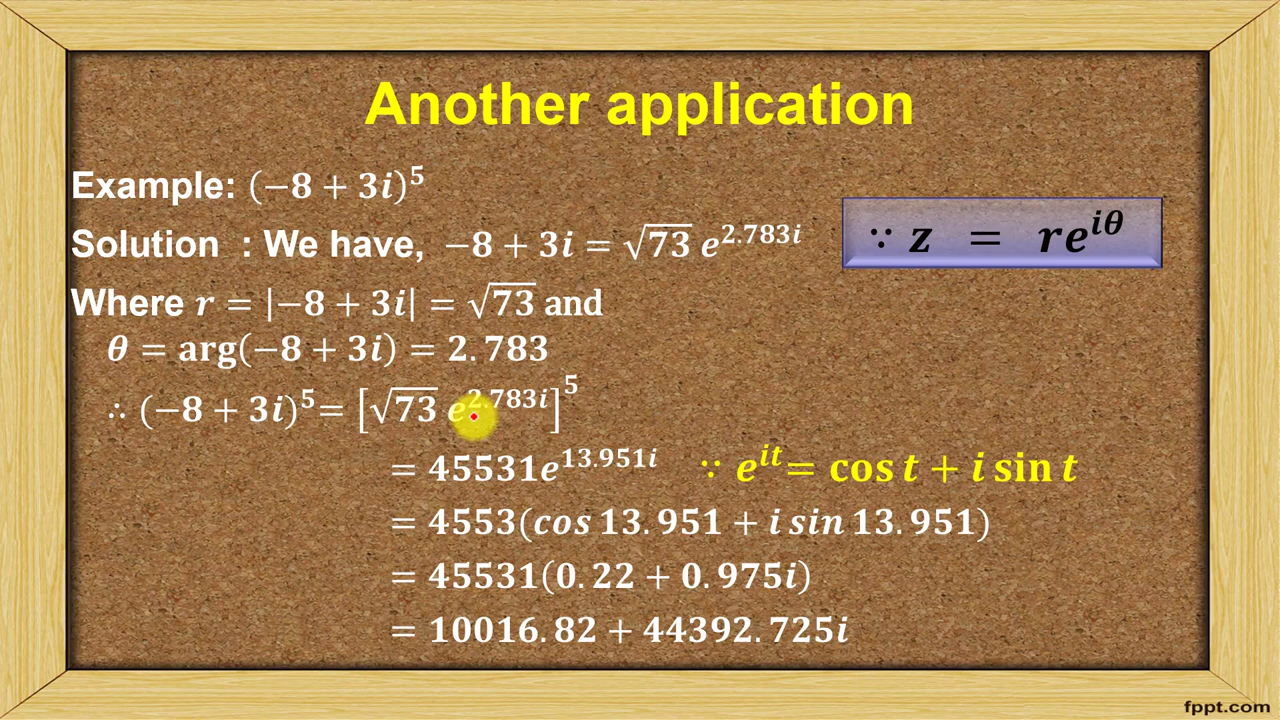 Another application
Example: (−8 + 3i)⁵
Solution : We have, −8 + 3i = √73 e^{2.783i}
∵ z = re^{iθ}
Where r = |−8 + 3i| = √73 and
θ = arg(−8 + 3i) = 2.783
∴ (−8 + 3i)⁵= [√73 e^{2.783i}]⁵
= 45531e^{13.951i} ∵ e^{it}= cos t + i sin t
= 4553(cos 13.951 + i sin 13.951)
= 45531(0.22 + 0.975i)
= 10016.82 + 44392.725i
fppt.com